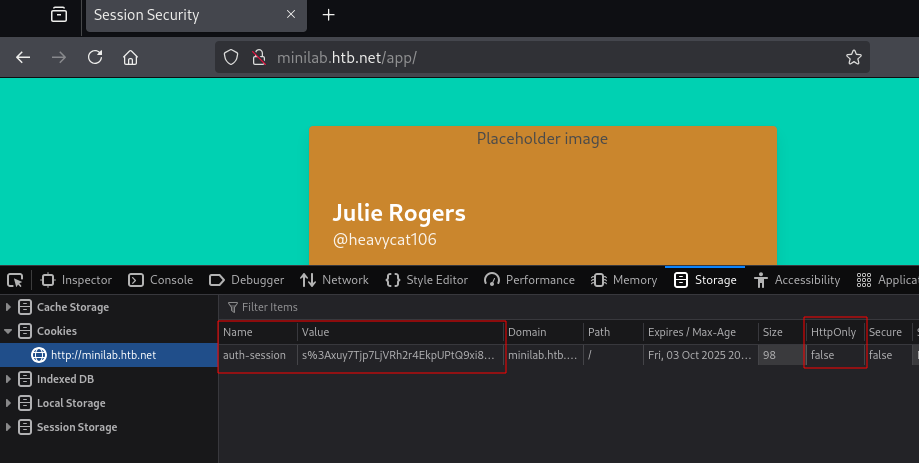 Session Security
minilab.htb.net/app/
Placeholder image
Julie Rogers
@heavycat106
Inspector Console Debugger Network Style Editor Performance Memory Storage Accessibility
Cache Storage
Cookies
http://minilab.htb.net
Indexed DB
Local Storage
Session Storage
Filter Items
Name Value Domain Path Expires / Max-Age Size HttpOnly Secure
auth-session s%3Axuy7Tjp7LjVRh2r4EkpUPtQ9xi8... minilab.htb.... / Fri, 03 Oct 2025 20... 98 false false